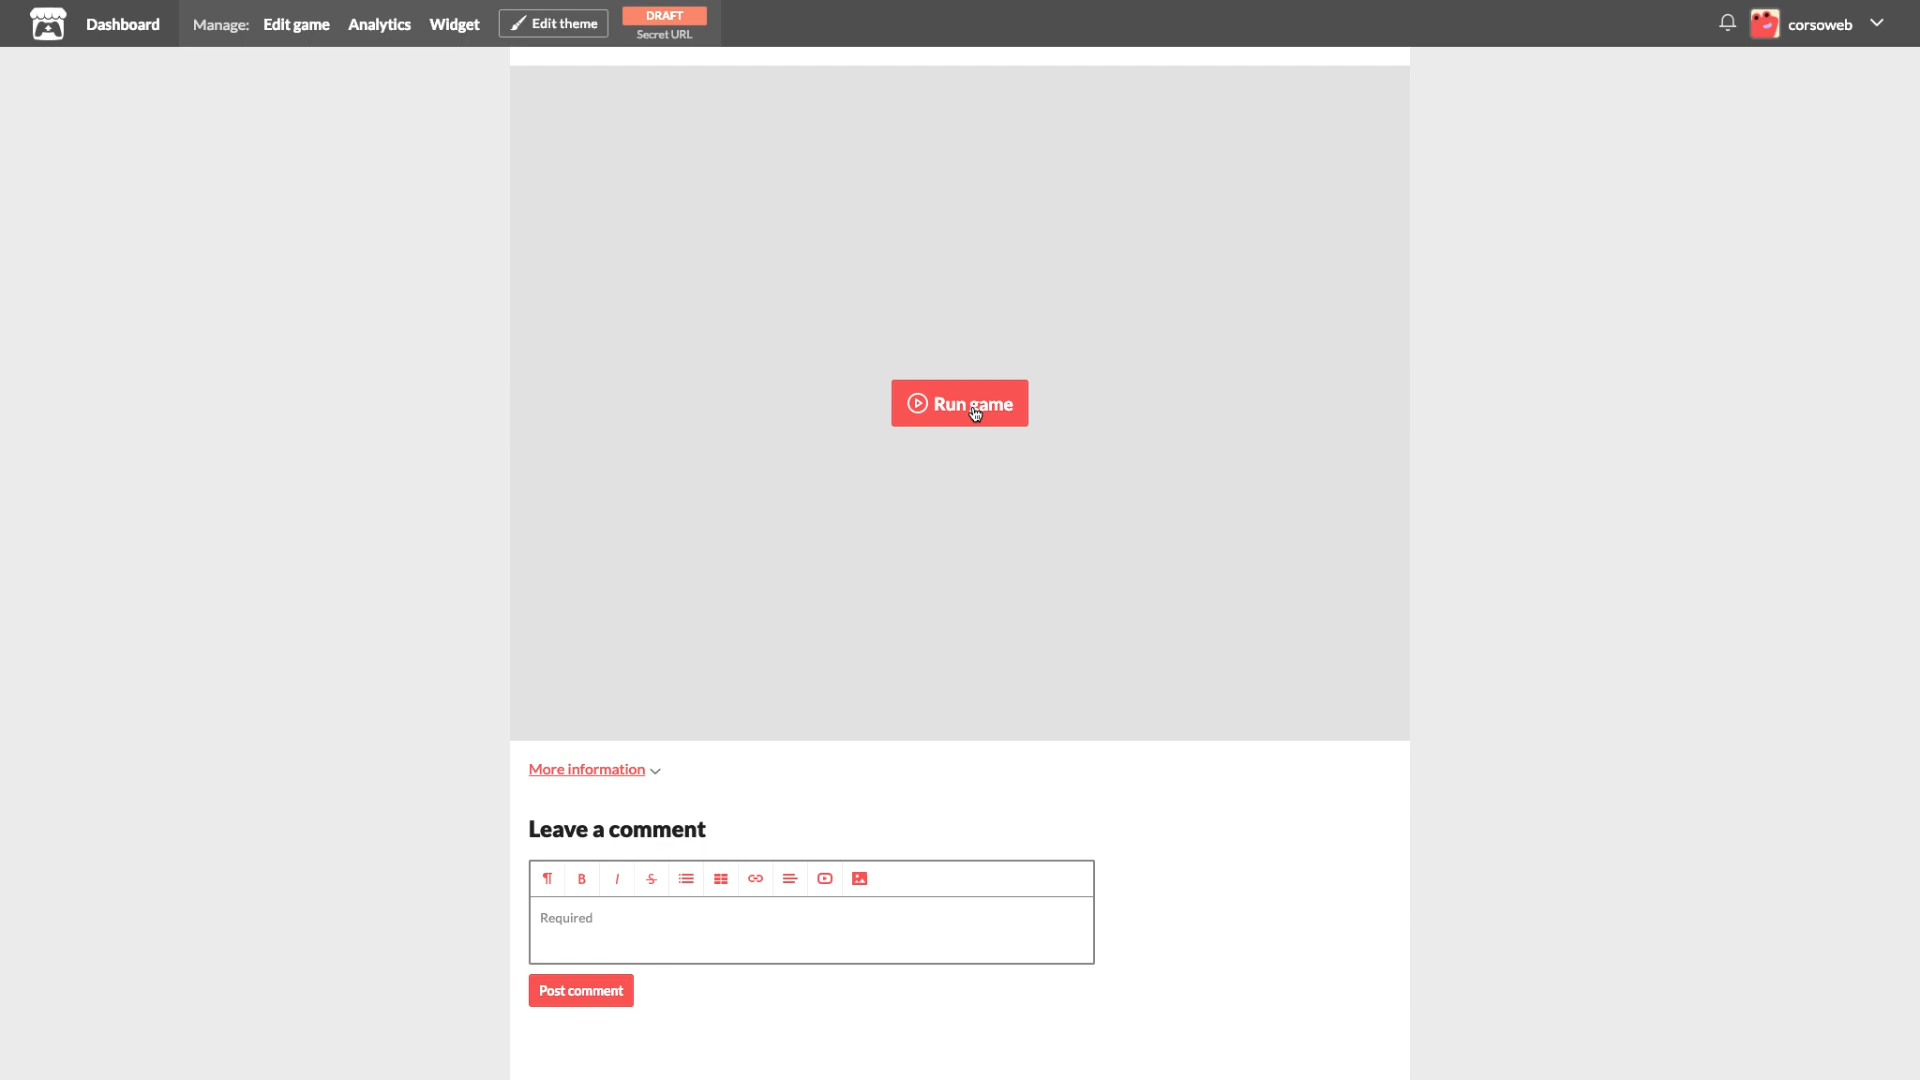 Dashboard Manage: Edit game Analytics Widget Edit theme DRAFT corsoweb
Secret URL
Run game
More information
Leave a comment
¶ B I S
Required
Post comment